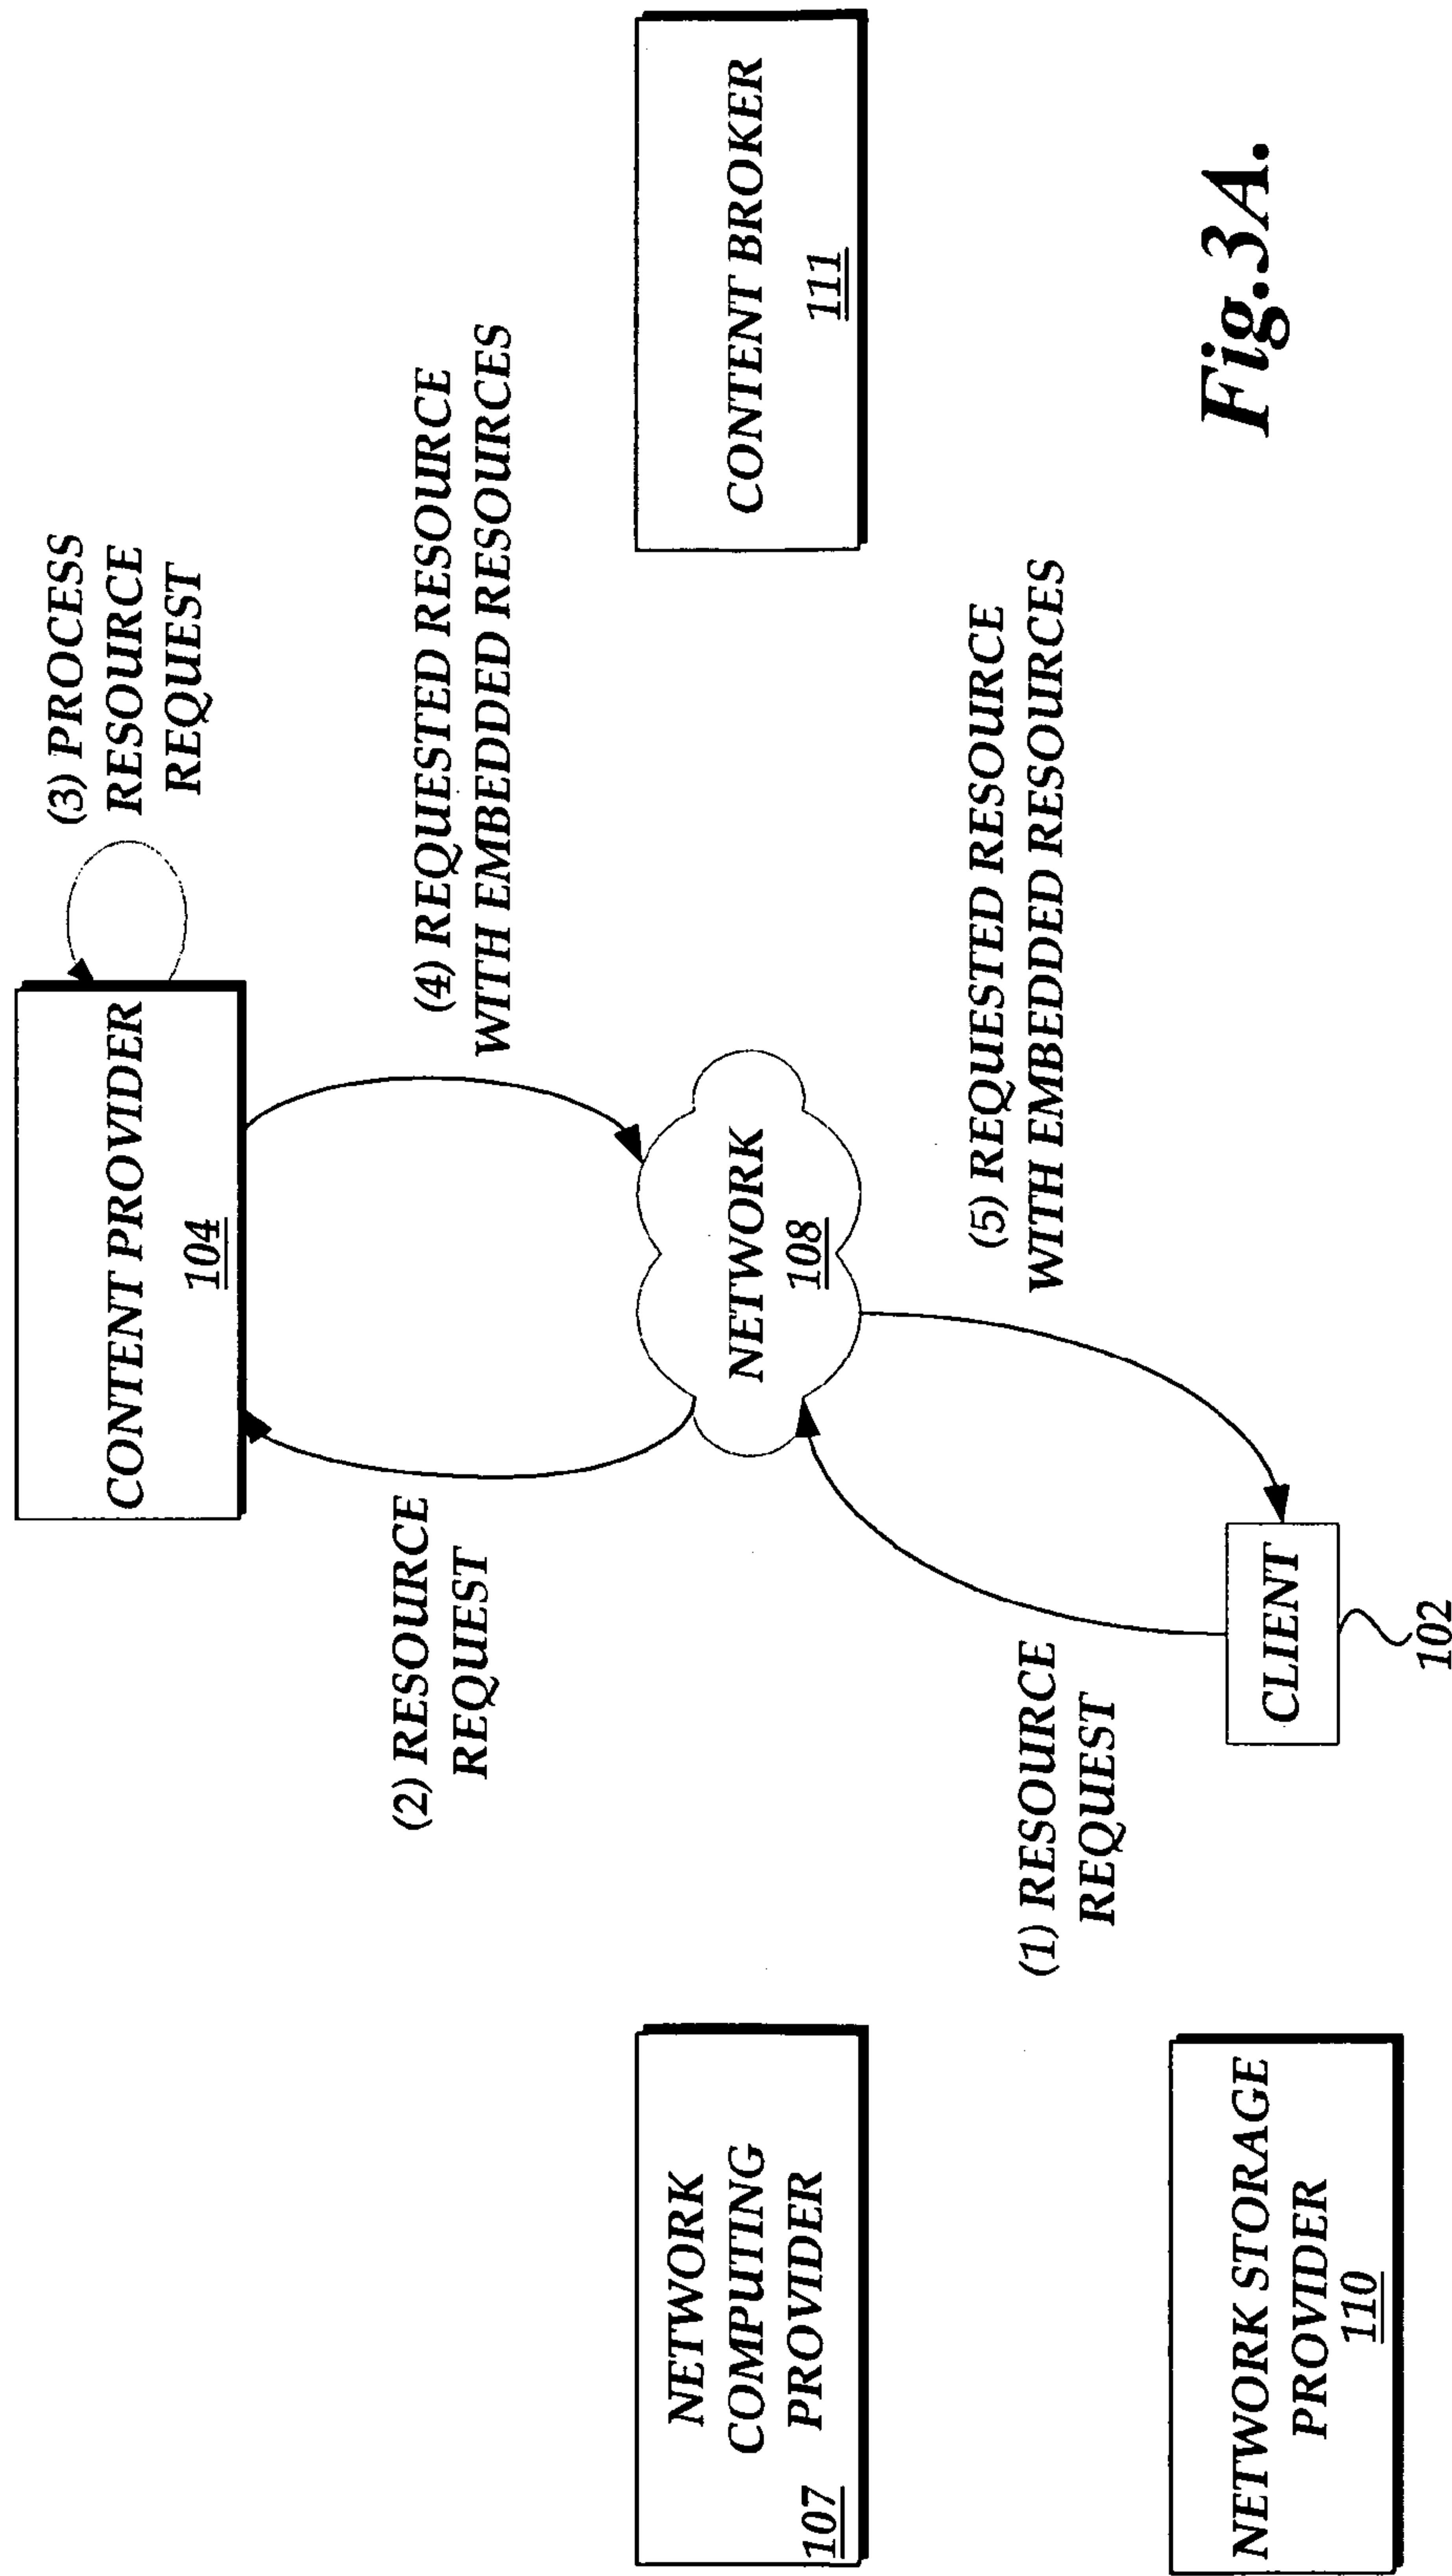 (3) PROCESS
RESOURCE
REQUEST
CONTENT PROVIDER
104
(2) RESOURCE
REQUEST
(4) REQUESTED RESOURCE
WITH EMBEDDED RESOURCES
NETWORK
COMPUTING
PROVIDER
107
NETWORK
108
CONTENT BROKER
111
(1) RESOURCE
REQUEST
(5) REQUESTED RESOURCE
WITH EMBEDDED RESOURCES
NETWORK STORAGE
PROVIDER
110
CLIENT
102
Fig.3A.